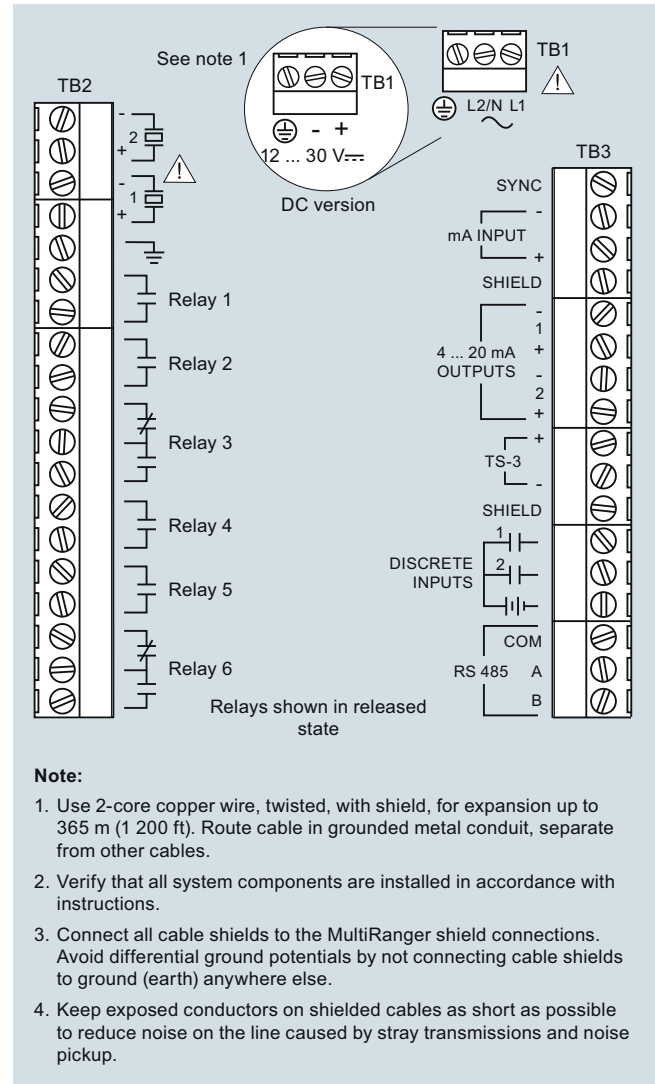 See note 1
TB1
- +
12 ... 30 V
DC version
TB1
L2/N L1
TB2
-
2
+
-
1
+
Relay 1
Relay 2
Relay 3
Relay 4
Relay 5
Relay 6
Relays shown in released
state
TB3
SYNC
-
mA INPUT
+
SHIELD
-
1
+
4 ... 20 mA
OUTPUTS
-
2
+
+
TS-3
-
SHIELD
1
DISCRETE
INPUTS
2
COM
RS 485 A
B
Note:
1. Use 2-core copper wire, twisted, with shield, for expansion up to
365 m (1 200 ft). Route cable in grounded metal conduit, separate
from other cables.
2. Verify that all system components are installed in accordance with
instructions.
3. Connect all cable shields to the MultiRanger shield connections.
Avoid differential ground potentials by not connecting cable shields
to ground (earth) anywhere else.
4. Keep exposed conductors on shielded cables as short as possible
to reduce noise on the line caused by stray transmissions and noise
pickup.